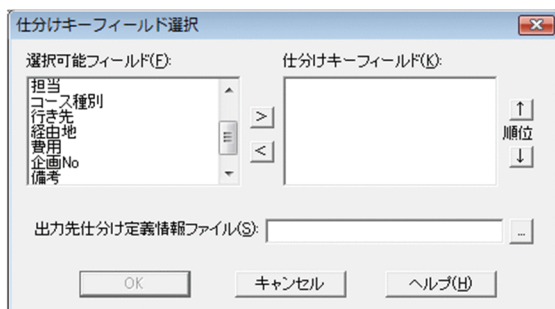 仕分けキーフィールド選択
選択可能フィールド(F):
仕分けキーフィールド(K):
担当
コース種別
行き先
経由地
費用
企画No
備考
>
<
↑
順位
↓
出力先仕分け定義情報ファイル(S):
...
OK
キャンセル
ヘルプ(H)